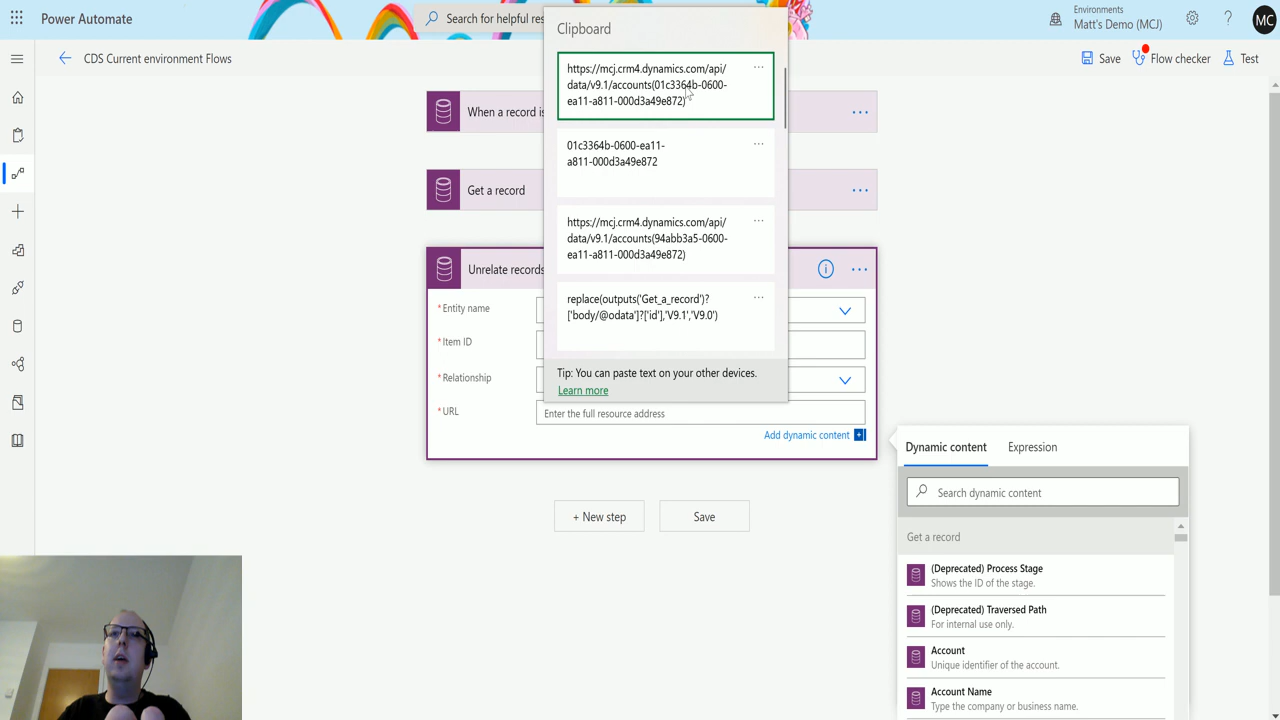 Power Automate
Search for helpful res
Environments
Matt's Demo (MCJ)
MC
CDS Current environment Flows
Save
Flow checker
Test
Clipboard
https://mcj.crm4.dynamics.com/api/
data/v9.1/accounts(01c3364b-0600-
ea11-a811-000d3a49e872)
01c3364b-0600-ea11-
a811-000d3a49e872
https://mcj.crm4.dynamics.com/api/
data/v9.1/accounts(94abb3a5-0600-
ea11-a811-000d3a49e872)
replace(outputs('Get_a_record')?
['body/@odata']?['id'],'V9.1','V9.0')
Tip: You can paste text on your other devices.
Learn more
When a record is
Get a record
Unrelate records
*Entity name
*Item ID
*Relationship
*URL
Enter the full resource address
Add dynamic content
+ New step
Save
Dynamic content
Expression
Search dynamic content
Get a record
(Deprecated) Process Stage
Shows the ID of the stage.
(Deprecated) Traversed Path
For internal use only.
Account
Unique identifier of the account.
Account Name
Type the company or business name.